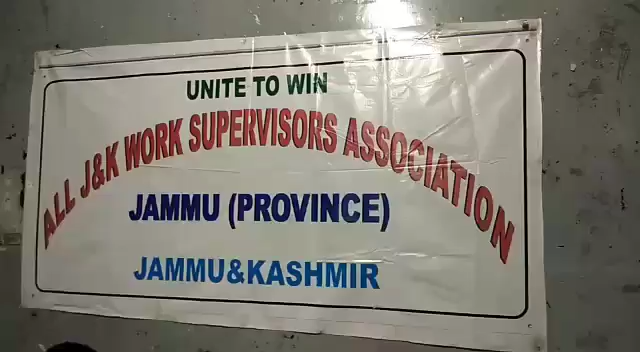 UNITE TO WIN
ALL J&K WORK SUPERVISORS ASSOCIATION
JAMMU (PROVINCE)
JAMMU&KASHMIR